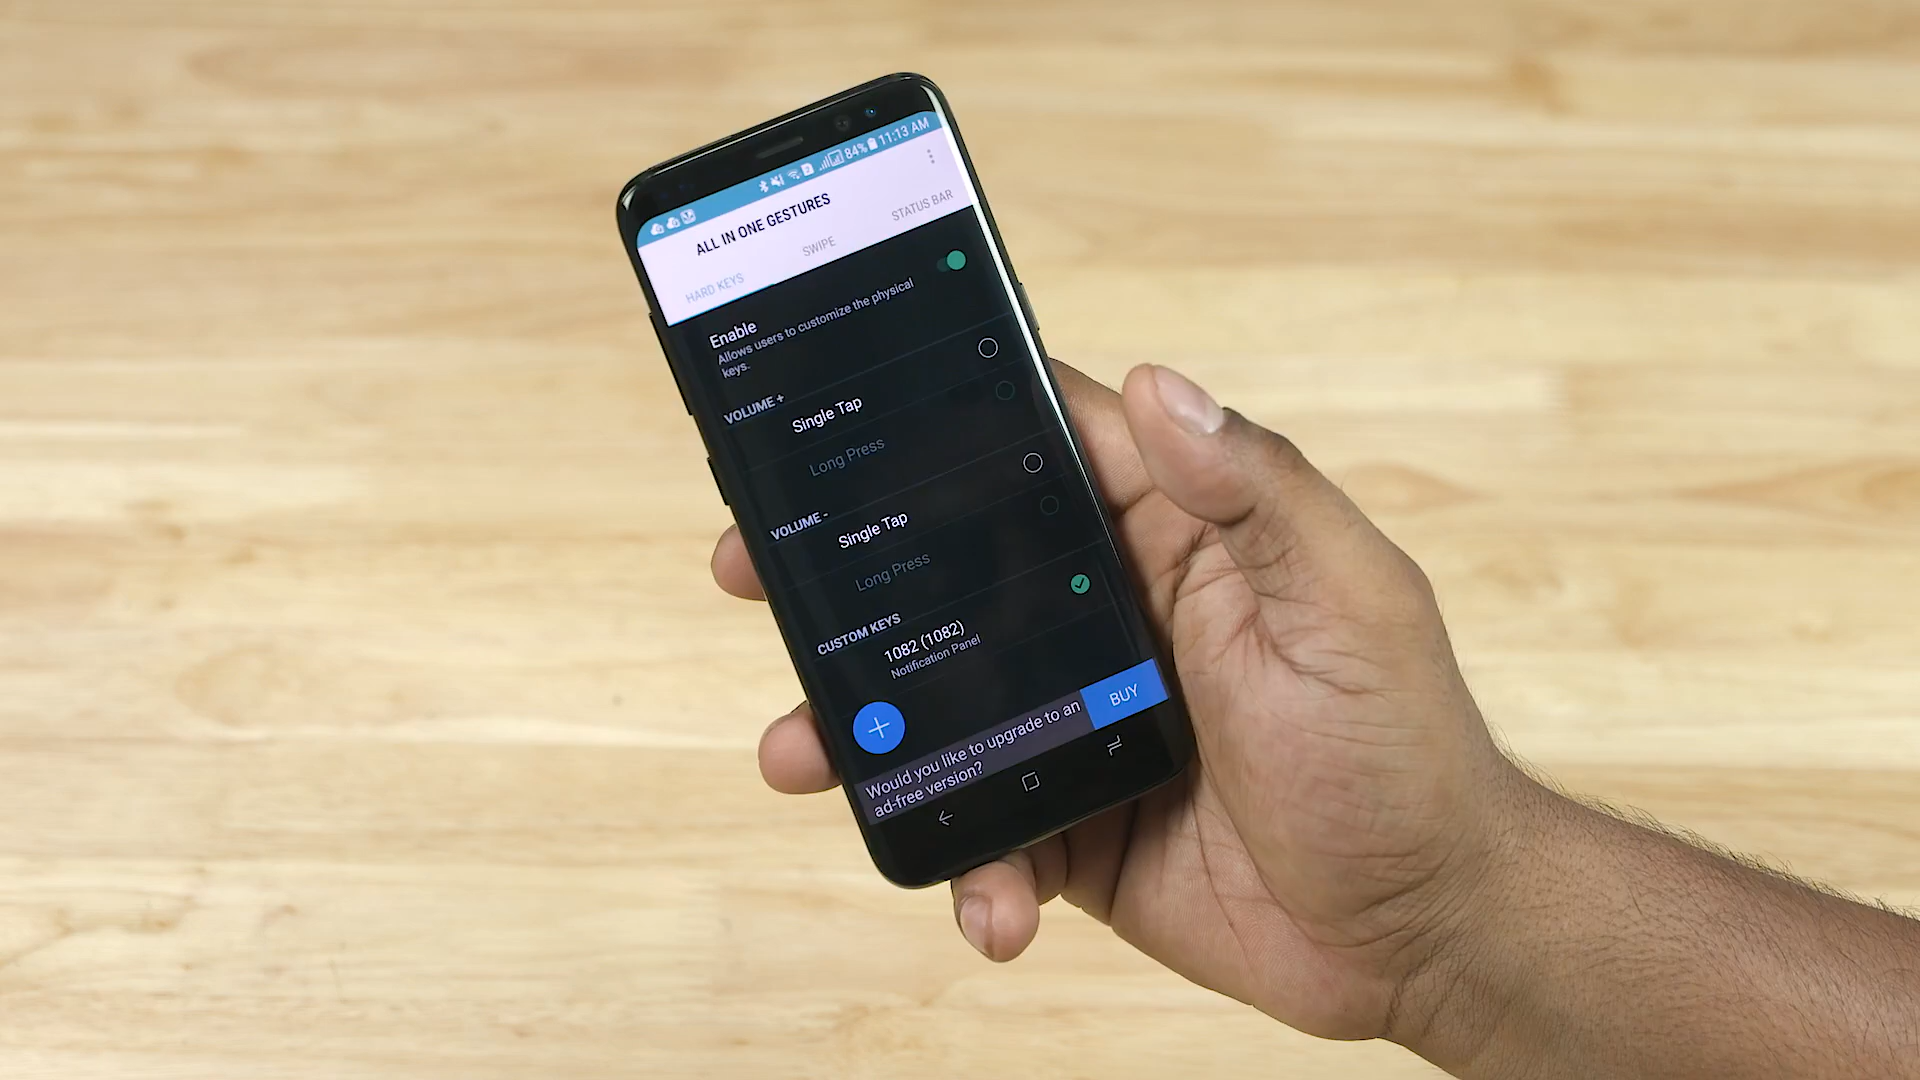 84% 11:13 AM
ALL IN ONE GESTURES
HARD KEYS SWIPE STATUS BAR
Enable
Allows users to customize the physical
keys.
VOLUME +
Single Tap
Long Press
VOLUME -
Single Tap
Long Press
CUSTOM KEYS
1082 (1082)
Notification Panel
Would you like to upgrade to an
ad-free version?
BUY